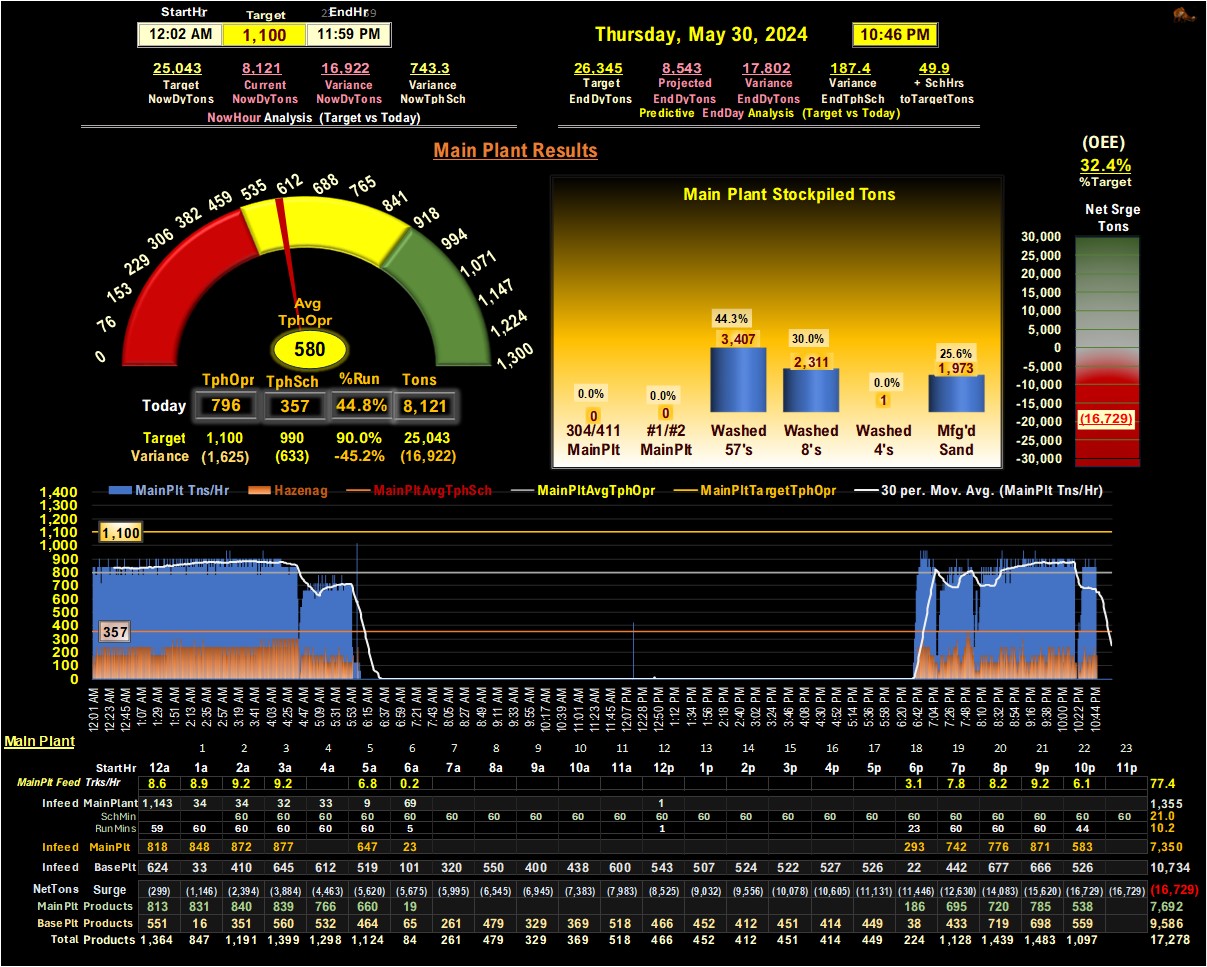 StartHr Target EndHr
12:02 AM 1,100 11:59 PM
Thursday, May 30, 2024 10:46 PM
25,043 8,121 16,922 743.3
Target Current Variance Variance
NowDyTons NowDyTons NowDyTons NowTphSch
NowHour Analysis (Target vs Today)
26,345 8,543 17,802 187.4 49.9
Target Projected Variance Variance + SchHrs
EndDyTons EndDyTons EndDyTons EndTphSch toTargetTons
Predictive EndDay Analysis (Target vs Today)
Main Plant Results
(OEE)
32.4%
%Target
0 76 153 229 306 382 459 535 612 688 765 841 918 994 1,071 1,147 1,224 1,300
Avg
TphOpr
580
TphOpr TphSch %Run Tons
Today 796 357 44.8% 8,121
Target 1,100 990 90.0% 25,043
Variance (1,625) (633) -45.2% (16,922)
Main Plant Stockpiled Tons
0.0% 0.0% 44.3% 30.0% 0.0% 25.6%
0 0 3,407 2,311 1 1,973
304/411 #1/#2 Washed Washed Washed Mfg'd
MainPlt MainPlt 57's 8's 4's Sand
Net Srge
Tons
30,000
25,000
20,000
15,000
10,000
5,000
0
-5,000
-10,000
-15,000
(16,729)
-20,000
-25,000
-30,000
MainPlt Tns/Hr Hazenag MainPltAvgTphSch MainPltAvgTphOpr MainPltTargetTphOpr 30 per. Mov. Avg. (MainPlt Tns/Hr)
1,400
1,300
1,200
1,100
1,000
900
800
700
600
500
400
300
200
100
0
1,100
357
12:01 AM 12:23 AM 12:45 AM 1:07 AM 1:29 AM 1:51 AM 2:13 AM 2:35 AM 2:57 AM 3:19 AM 3:41 AM 4:03 AM 4:25 AM 4:47 AM 5:09 AM 5:31 AM 5:53 AM 6:15 AM 6:37 AM 6:59 AM 7:21 AM 7:43 AM 8:05 AM 8:27 AM 8:49 AM 9:11 AM 9:33 AM 9:55 AM 10:17 AM 10:39 AM 11:01 AM 11:23 AM 11:45 AM 12:07 PM 12:28 PM 12:50 PM 1:12 PM 1:34 PM 1:56 PM 2:18 PM 2:40 PM 3:02 PM 3:24 PM 3:46 PM 4:08 PM 4:30 PM 4:52 PM 5:14 PM 5:36 PM 5:58 PM 6:20 PM 6:42 PM 7:04 PM 7:26 PM 7:48 PM 8:10 PM 8:32 PM 8:54 PM 9:16 PM 9:38 PM 10:00 PM 10:22 PM 10:44 PM
Main Plant
1 2 3 4 5 6 7 8 9 10 11 12 13 14 15 16 17 18 19 20 21 22 23
StartHr 12a 1a 2a 3a 4a 5a 6a 7a 8a 9a 10a 11a 12p 1p 2p 3p 4p 5p 6p 7p 8p 9p 10p 11p
MainPlt Feed Trks/Hr 8.6 8.9 9.2 9.2 6.8 0.2 3.1 7.8 8.2 9.2 6.1 77.4
Infeed MainPlant 1,143 34 34 32 33 9 69 1 1,355
SchMin 60 60 60 60 60 60 60 60 60 60 60 60 60 60 60 60 60 60 60 60 60 60 21.0
RunMins 59 60 60 60 60 60 5 1 23 60 60 60 44 10.2
Infeed MainPlt 818 848 872 877 647 23 293 742 776 871 583 7,350
Infeed BasePlt 624 33 410 645 612 519 101 320 550 400 438 600 543 507 524 522 527 526 22 442 677 666 526 10,734
NetTons Surge (299) (1,146) (2,394) (3,884) (4,463) (5,620) (5,675) (5,995) (6,545) (6,945) (7,383) (7,983) (8,525) (9,032) (9,556) (10,078) (10,605) (11,131) (11,446) (12,630) (14,083) (15,620) (16,729) (16,729) (16,729)
MainPlt Products 813 831 840 839 766 660 19 186 695 720 785 538 7,692
BasePlt Products 551 16 351 560 532 464 65 261 479 329 369 518 466 452 412 451 414 449 38 433 719 698 559 9,586
Total Products 1,364 847 1,191 1,399 1,298 1,124 84 261 479 329 369 518 466 452 412 451 414 449 224 1,128 1,439 1,483 1,097 17,278